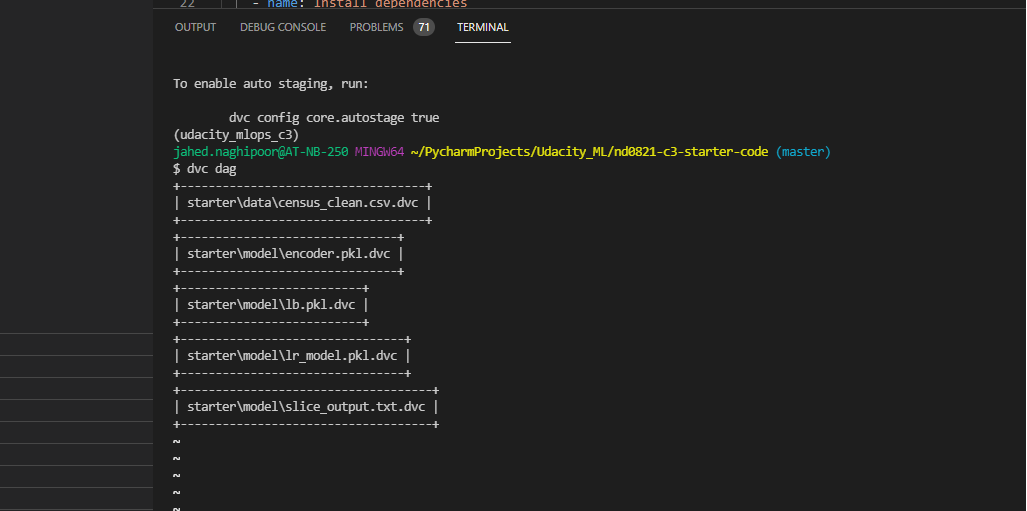 22 - name: Install dependencies
OUTPUT DEBUG CONSOLE PROBLEMS 71 TERMINAL
To enable auto staging, run:
dvc config core.autostage true
(udacity_mlops_c3)
jahed.naghipoor@AT-NB-250 MINGW64 ~/PycharmProjects/Udacity_ML/nd0821-c3-starter-code (master)
$ dvc dag
+-----------------------------------+
| starter\data\census_clean.csv.dvc |
+-----------------------------------+
+-------------------------------+
| starter\model\encoder.pkl.dvc |
+-------------------------------+
+--------------------------+
| starter\model\lb.pkl.dvc |
+--------------------------+
+--------------------------------+
| starter\model\lr_model.pkl.dvc |
+--------------------------------+
+------------------------------------+
| starter\model\slice_output.txt.dvc |
+------------------------------------+
~
~
~
~
~